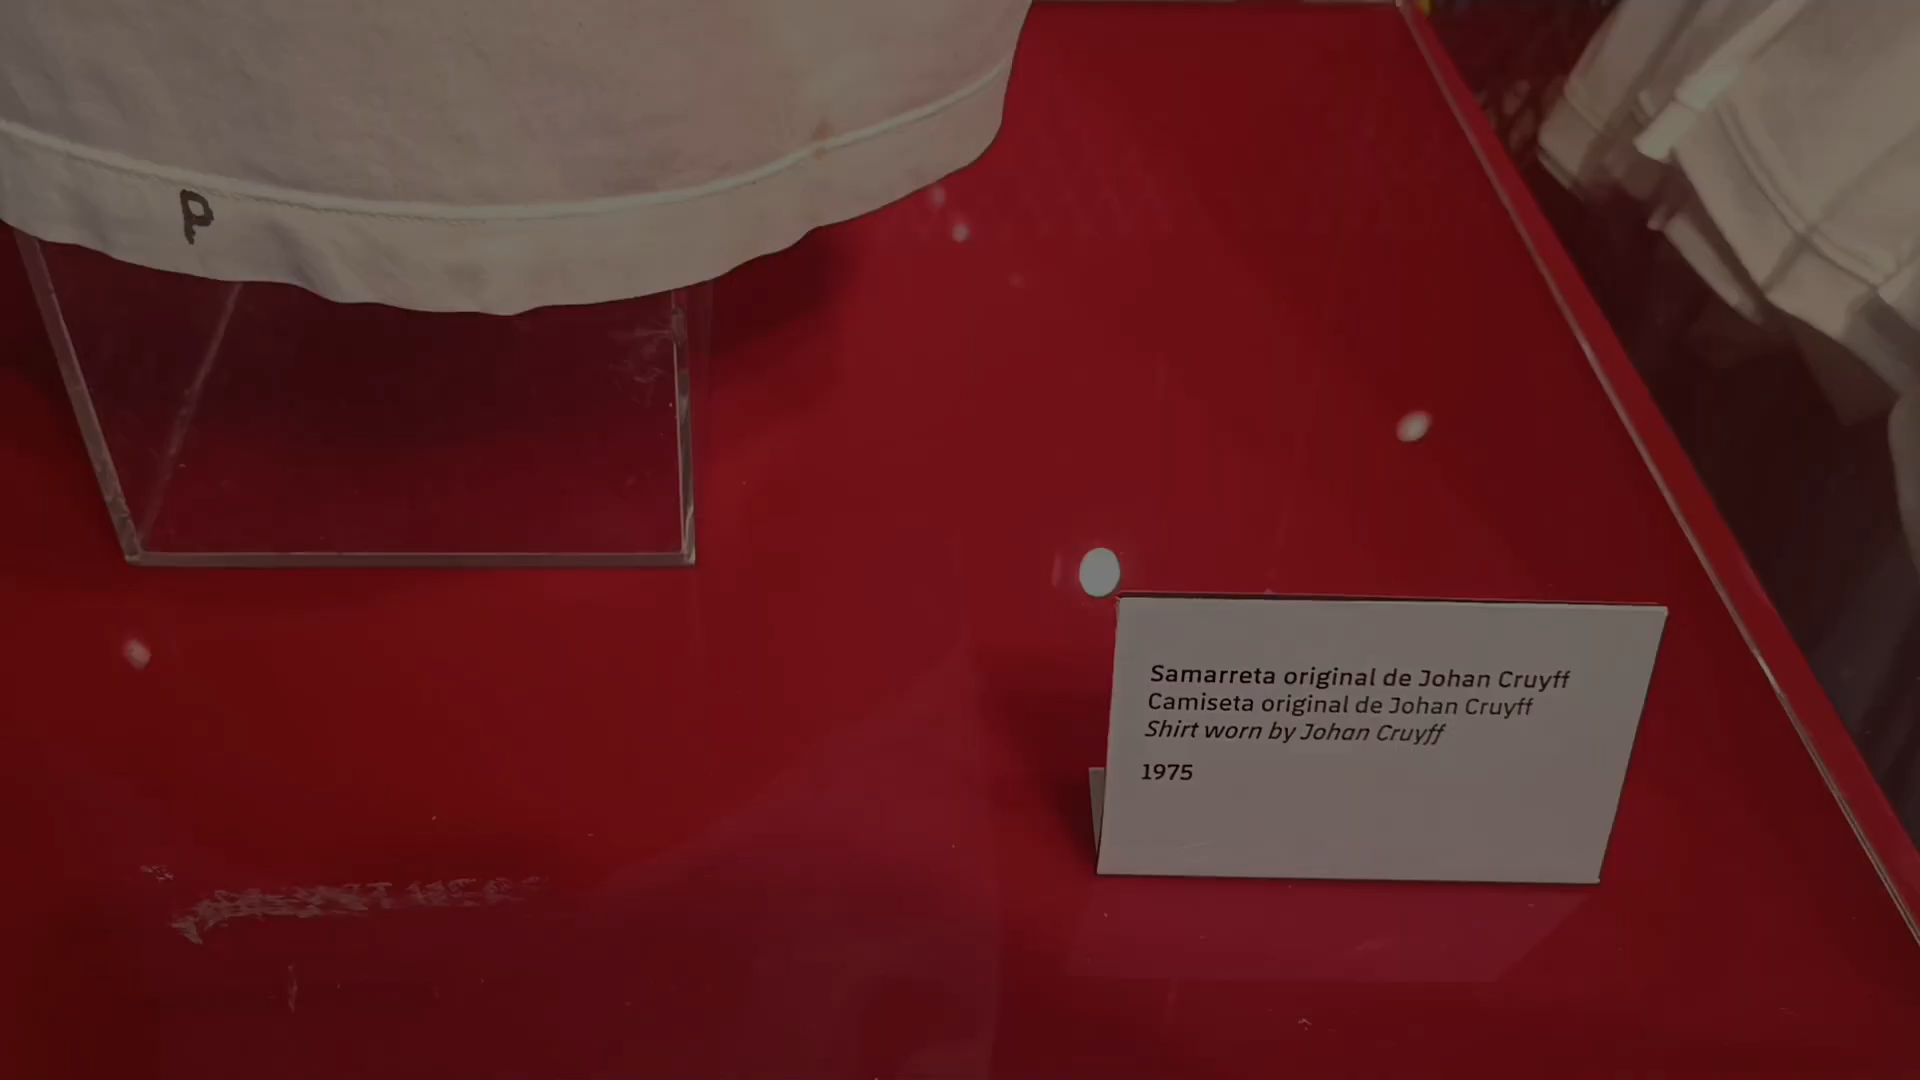 P
Samarreta original de Johan Cruyff
Camiseta original de Johan Cruyff
Shirt worn by Johan Cruyff
1975